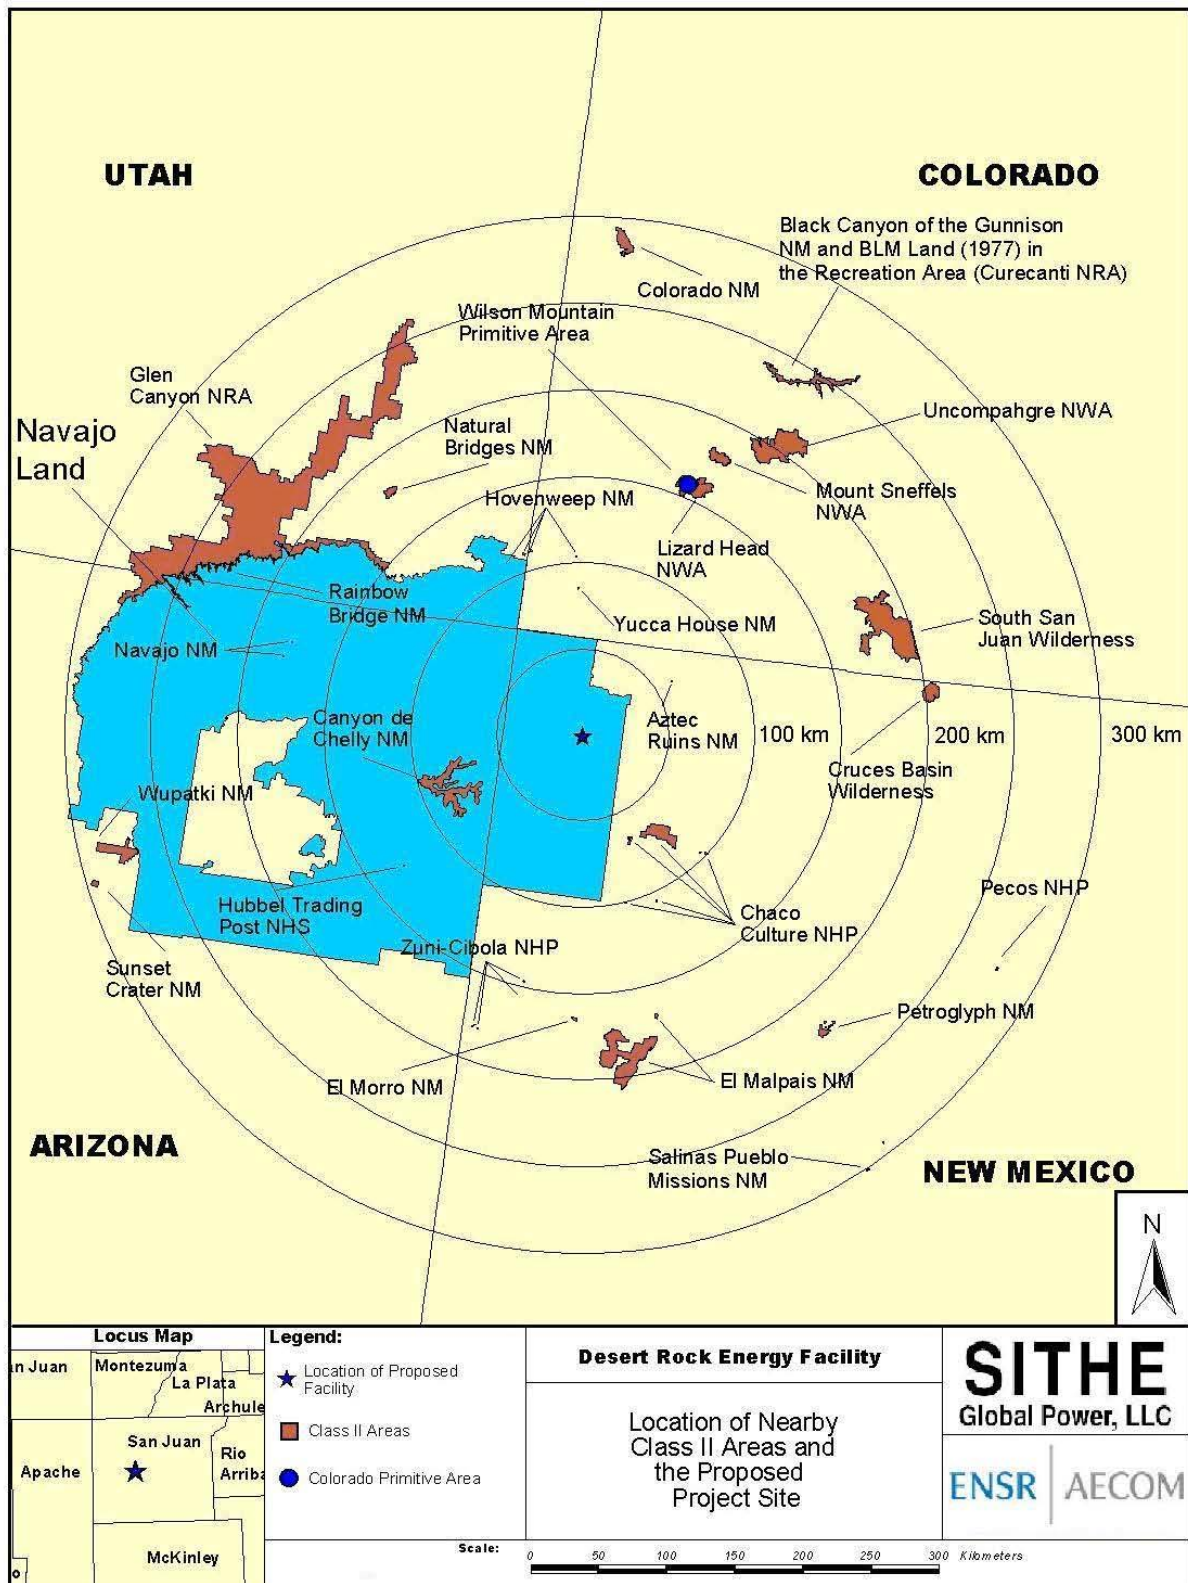 UTAH
COLORADO
Black Canyon of the Gunnison
NM and BLM Land (1977) in
the Recreation Area (Curecanti NRA)
Colorado NM
Wilson Mountain
Primitive Area
Glen
Canyon NRA
Uncompahgre NWA
Navajo
Land
Natural
Bridges NM
Hovenweep NM
Mount Sneffels
NWA
Lizard Head
NWA
Rainbow
Bridge NM
Yucca House NM
South San
Juan Wilderness
Navajo NM
Canyon de
Chelly NM
Aztec
Ruins NM
100 km
200 km
300 km
Cruces Basin
Wilderness
Wupatki NM
Pecos NHP
Hubbel Trading
Post NHS
Chaco
Culture NHP
Zuni-Cibola NHP
Sunset
Crater NM
Petroglyph NM
El Morro NM
El Malpais NM
ARIZONA
Salinas Pueblo
Missions NM
NEW MEXICO
N
Locus Map
n Juan
Montezuma
La Plata
Archule
San Juan
Rio
Arriba
Apache
McKinley
o
Legend:
Location of Proposed
Facility
Class II Areas
Colorado Primitive Area
Desert Rock Energy Facility
Location of Nearby
Class II Areas and
the Proposed
Project Site
SITHE
Global Power, LLC
ENSR | AECOM
Scale:
0 50 100 150 200 250 300 Kilometers